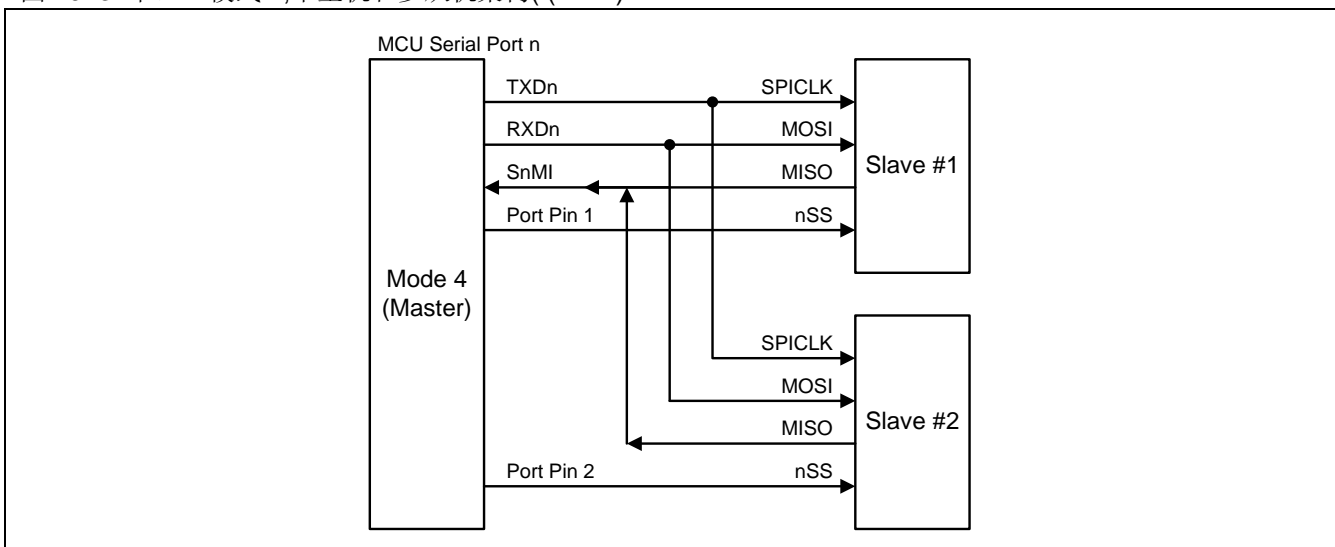 MCU Serial Port n
TXDn
SPICLK
RXDn
MOSI
SnMI
MISO
Port Pin 1
nSS
Slave #1
Mode 4
(Master)
SPICLK
MOSI
MISO
Slave #2
Port Pin 2
nSS